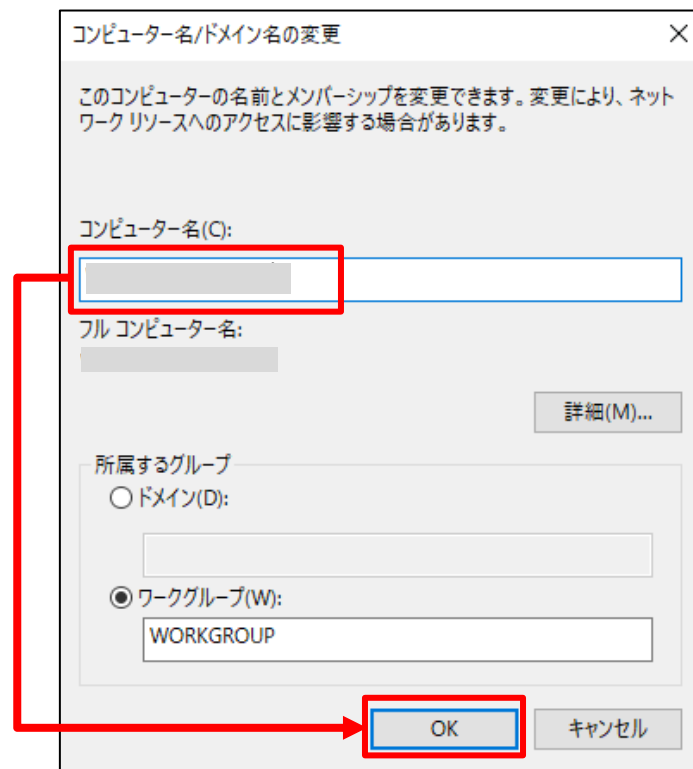 コンピューター名/ドメイン名の変更
このコンピューターの名前とメンバーシップを変更できます。変更により、ネット
ワーク リソースへのアクセスに影響する場合があります。
コンピューター名(C):
フル コンピューター名:
詳細(M)...
所属するグループ
ドメイン(D):
ワークグループ(W):
WORKGROUP
OK
キャンセル